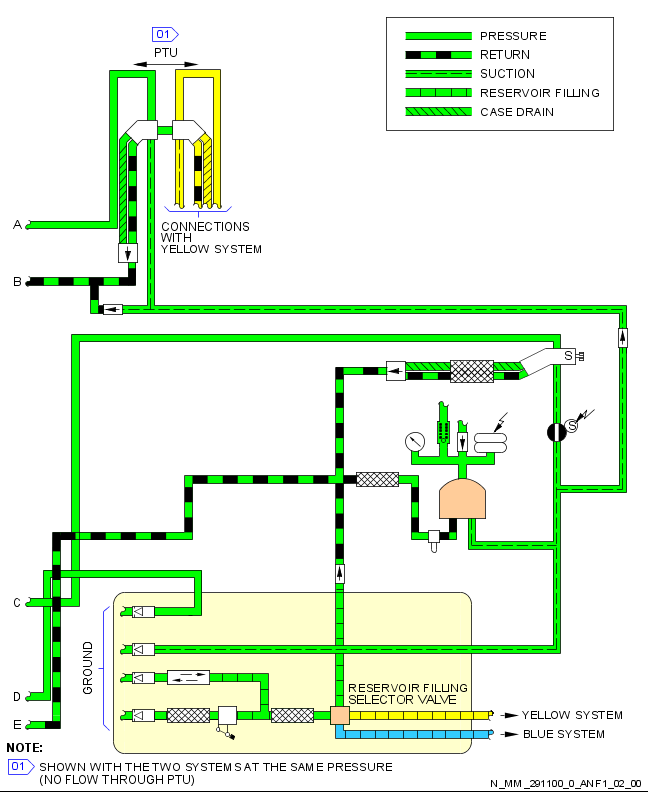 01
PTU
PRESSURE
RETURN
SUCTION
RESERVOIR FILLING
CASE DRAIN
A
CONNECTIONS
WITH
YELLOW SYSTEM
B
S
S
C
D
E
GROUND
RESERVOIR FILLING
SELECTOR VALVE
YELLOW SYSTEM
BLUE SYSTEM
NOTE:
01 SHOWN WITH THE TWO SYSTEMS AT THE SAME PRESSURE
(NO FLOW THROUGH PTU)
N_MM_291100_0_ANF1_02_00